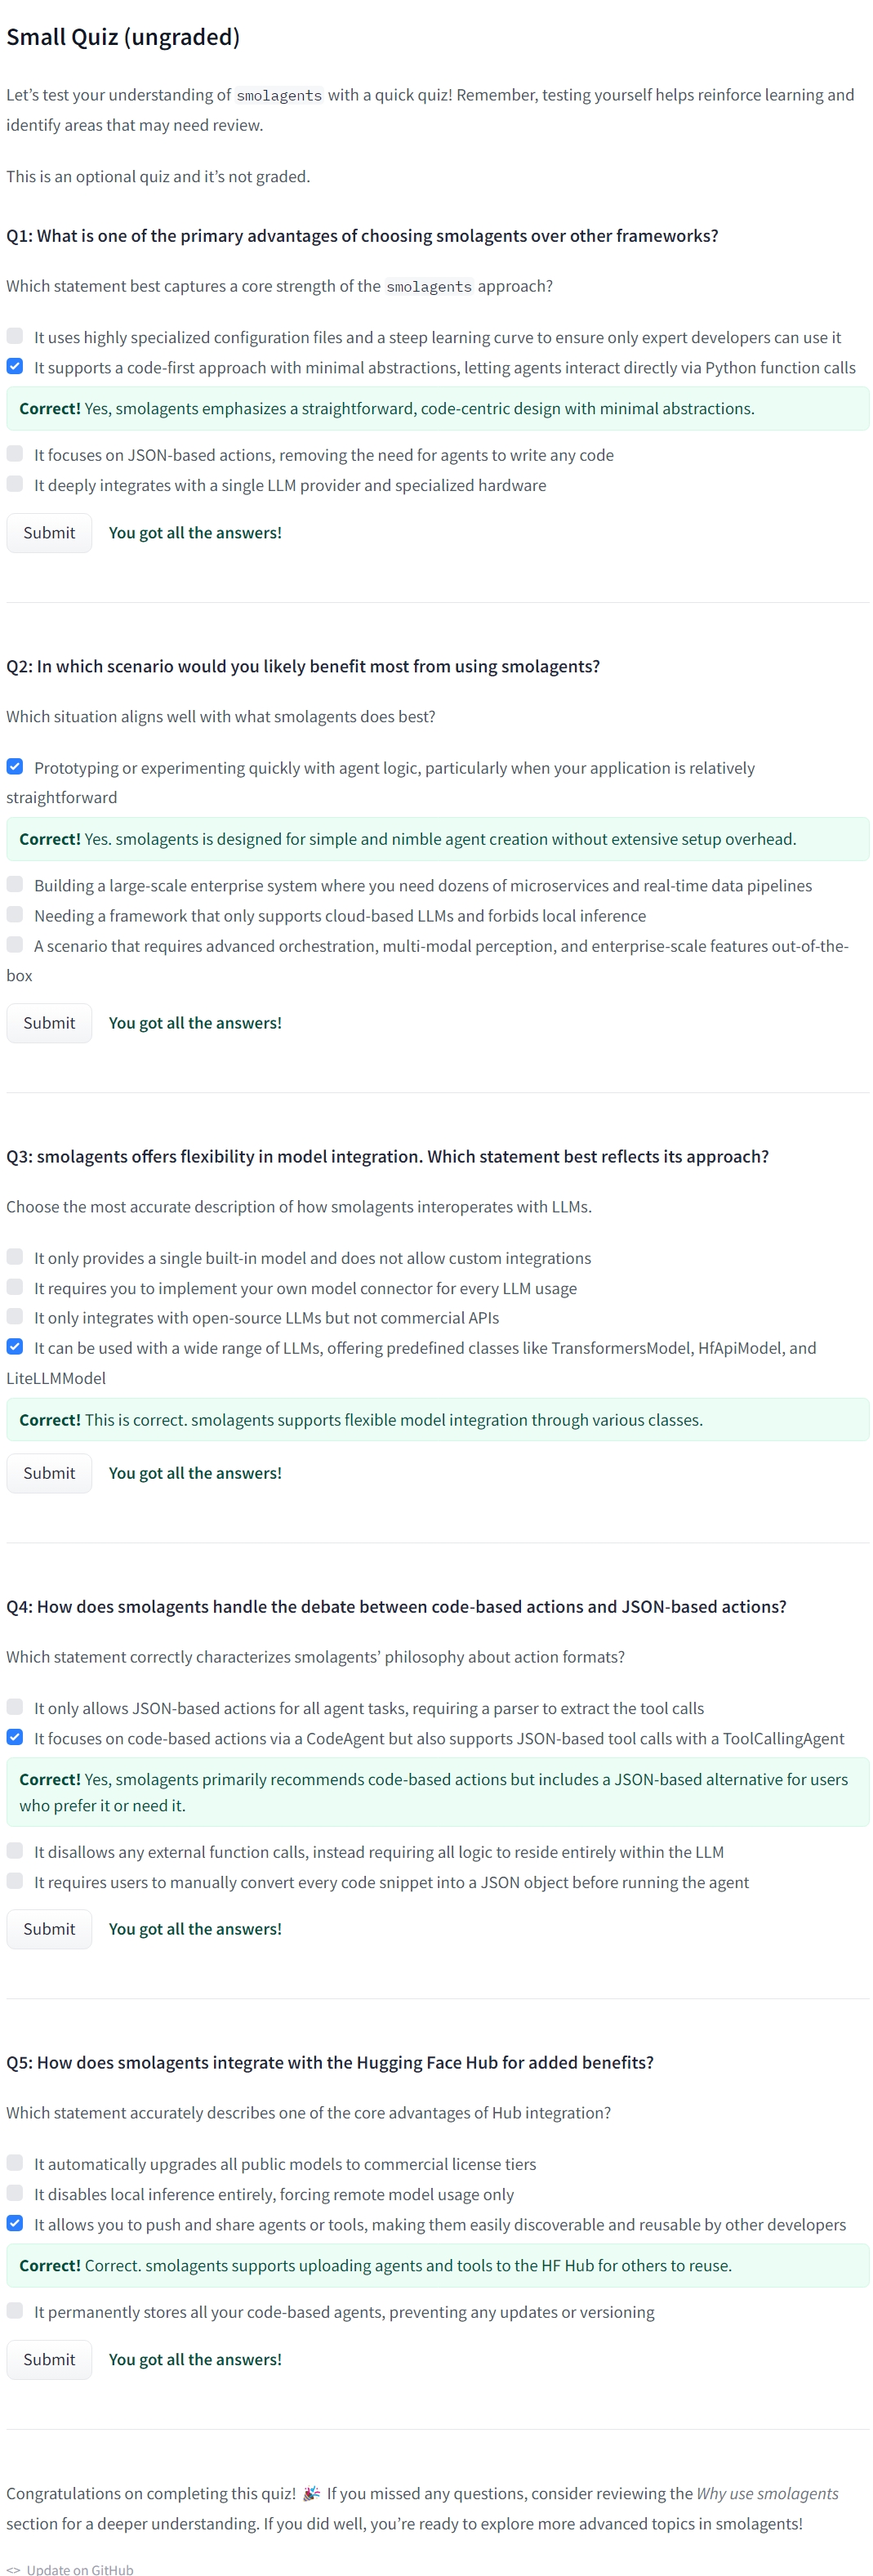 Small Quiz (ungraded)
Let’s test your understanding of smolagents with a quick quiz! Remember, testing yourself helps reinforce learning and
identify areas that may need review.
This is an optional quiz and it’s not graded.
Q1: What is one of the primary advantages of choosing smolagents over other frameworks?
Which statement best captures a core strength of the smolagents approach?
It uses highly specialized configuration files and a steep learning curve to ensure only expert developers can use it
It supports a code-first approach with minimal abstractions, letting agents interact directly via Python function calls
Correct! Yes, smolagents emphasizes a straightforward, code-centric design with minimal abstractions.
It focuses on JSON-based actions, removing the need for agents to write any code
It deeply integrates with a single LLM provider and specialized hardware
Submit You got all the answers!
Q2: In which scenario would you likely benefit most from using smolagents?
Which situation aligns well with what smolagents does best?
Prototyping or experimenting quickly with agent logic, particularly when your application is relatively
straightforward
Correct! Yes. smolagents is designed for simple and nimble agent creation without extensive setup overhead.
Building a large-scale enterprise system where you need dozens of microservices and real-time data pipelines
Needing a framework that only supports cloud-based LLMs and forbids local inference
A scenario that requires advanced orchestration, multi-modal perception, and enterprise-scale features out-of-the-
box
Submit You got all the answers!
Q3: smolagents offers flexibility in model integration. Which statement best reflects its approach?
Choose the most accurate description of how smolagents interoperates with LLMs.
It only provides a single built-in model and does not allow custom integrations
It requires you to implement your own model connector for every LLM usage
It only integrates with open-source LLMs but not commercial APIs
It can be used with a wide range of LLMs, offering predefined classes like TransformersModel, HfApiModel, and
LiteLLMModel
Correct! This is correct. smolagents supports flexible model integration through various classes.
Submit You got all the answers!
Q4: How does smolagents handle the debate between code-based actions and JSON-based actions?
Which statement correctly characterizes smolagents’ philosophy about action formats?
It only allows JSON-based actions for all agent tasks, requiring a parser to extract the tool calls
It focuses on code-based actions via a CodeAgent but also supports JSON-based tool calls with a ToolCallingAgent
Correct! Yes, smolagents primarily recommends code-based actions but includes a JSON-based alternative for users
who prefer it or need it.
It disallows any external function calls, instead requiring all logic to reside entirely within the LLM
It requires users to manually convert every code snippet into a JSON object before running the agent
Submit You got all the answers!
Q5: How does smolagents integrate with the Hugging Face Hub for added benefits?
Which statement accurately describes one of the core advantages of Hub integration?
It automatically upgrades all public models to commercial license tiers
It disables local inference entirely, forcing remote model usage only
It allows you to push and share agents or tools, making them easily discoverable and reusable by other developers
Correct! Correct. smolagents supports uploading agents and tools to the HF Hub for others to reuse.
It permanently stores all your code-based agents, preventing any updates or versioning
Submit You got all the answers!
Congratulations on completing this quiz! 🎉 If you missed any questions, consider reviewing the Why use smolagents
section for a deeper understanding. If you did well, you’re ready to explore more advanced topics in smolagents!
<> Update on GitHub